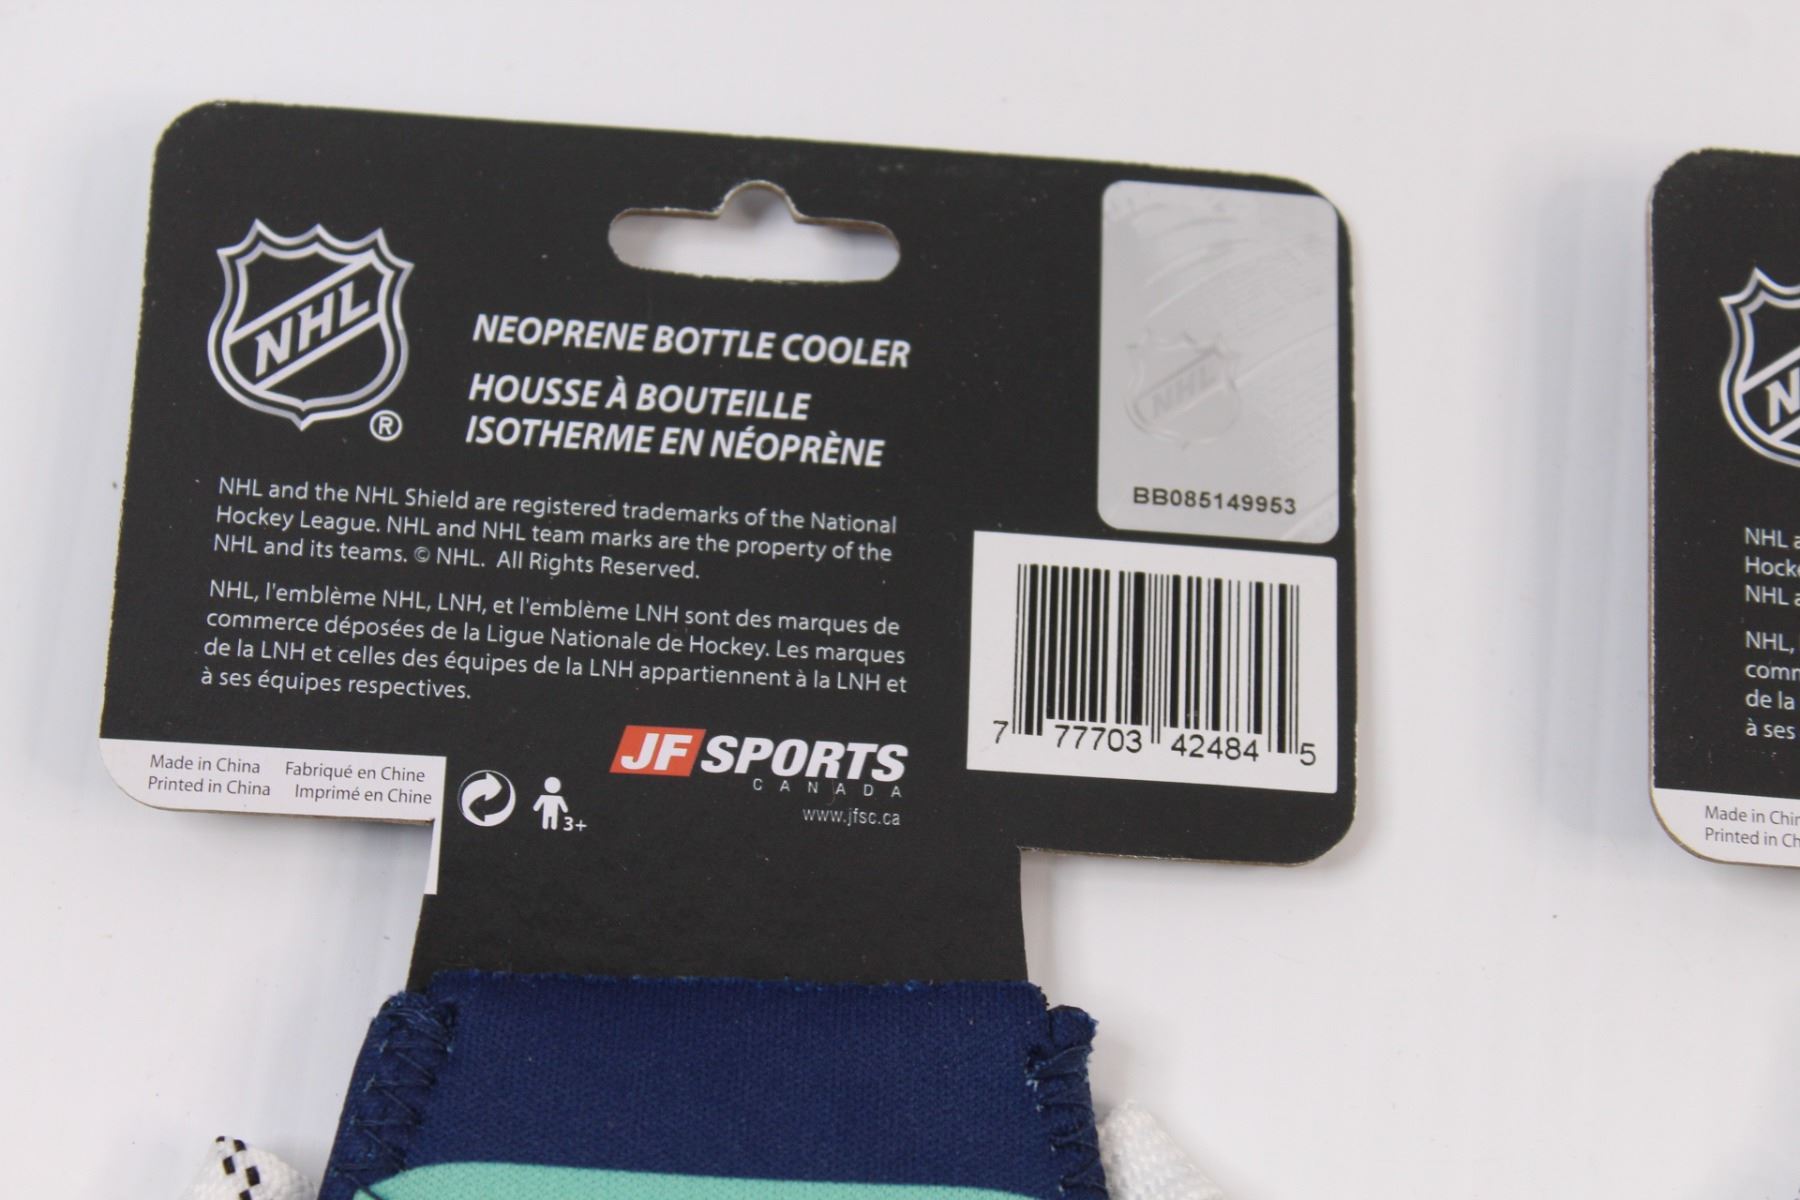 NHL
®
NEOPRENE BOTTLE COOLER
HOUSSE À BOUTEILLE
ISOTHERME EN NÉOPRÈNE
NHL
BB085149953
NHL and the NHL Shield are registered trademarks of the National
Hockey League. NHL and NHL team marks are the property of the
NHL and its teams. © NHL. All Rights Reserved.
NHL, l'emblème NHL, LNH, et l'emblème LNH sont des marques de
commerce déposées de la Ligue Nationale de Hockey. Les marques
de la LNH et celles des équipes de la LNH appartiennent à la LNH et
à ses équipes respectives.
7 77703 42484 5
JF SPORTS
CANADA
www.jfsc.ca
Made in China Fabriqué en Chine
Printed in China Imprimé en Chine
3+
N
NHL a
Hock
NHL a
NHL,
comm
de la
à ses
Made in Chin
Printed in Ch